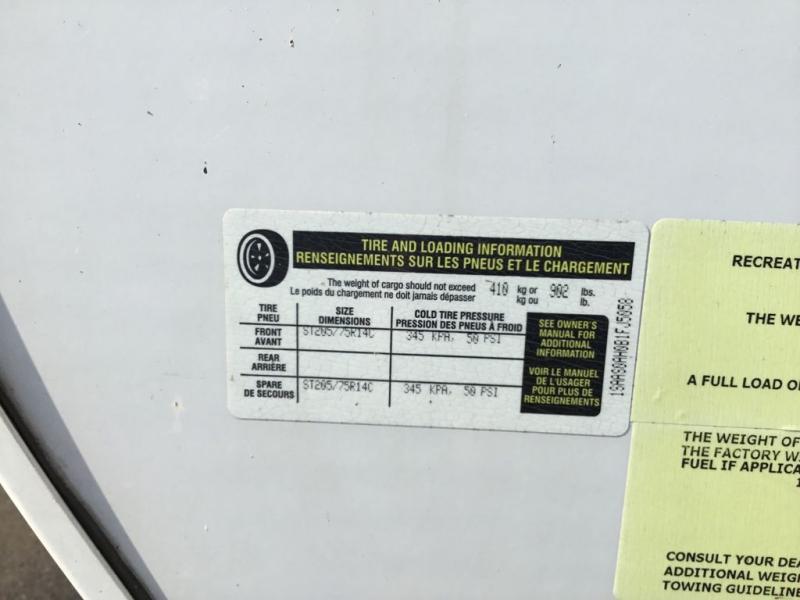 TIRE AND LOADING INFORMATION
RENSEIGNEMENTS SUR LES PNEUS ET LE CHARGEMENT
The weight of cargo should not exceed 410 kg or 902 lbs.
Le poids du chargement ne doit jamais dépasser kg ou lb.
TIRE
PNEU
SIZE
DIMENSIONS
COLD TIRE PRESSURE
PRESSION DES PNEUS À FROID
FRONT
AVANT
ST205/75R14C
345 KPA, 50 PSI
REAR
ARRIÈRE
SPARE
DE SECOURS
ST205/75R14C
345 KPA, 50 PSI
SEE OWNER'S
MANUAL FOR
ADDITIONAL
INFORMATION
VOIR LE MANUEL
DE L'USAGER
POUR PLUS DE
RENSEIGNEMENTS
RECREAT
THE WE
A FULL LOAD O
THE WEIGHT OF
THE FACTORY W
FUEL IF APPLICA
CONSULT YOUR DEA
ADDITIONAL WEIG
TOWING GUIDELINE